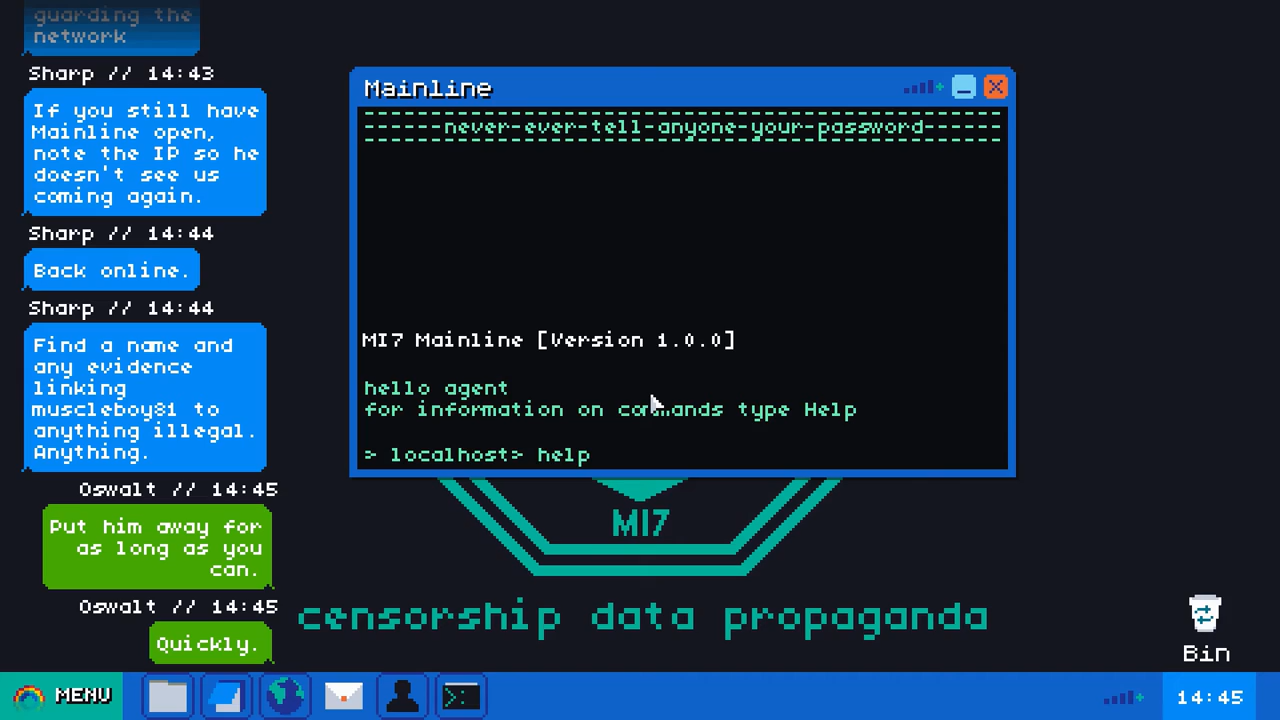 guarding the
network
Sharp // 14:43
If you still have
Mainline open,
note the IP so he
doesn't see us
coming again.
Sharp // 14:44
Back online.
Sharp // 14:44
Find a name and
any evidence
linking
muscleboy81 to
anything illegal.
Anything.
Oswalt // 14:45
Put him away for
as long as you
can.
Oswalt // 14:45
Quickly.
Mainline
------never-ever-tell-anyone-your-password------
MI7 Mainline [Version 1.0.0]
hello agent
for information on commands type Help
> localhost> help
MI7
censorship data propaganda
Bin
MENU
14:45